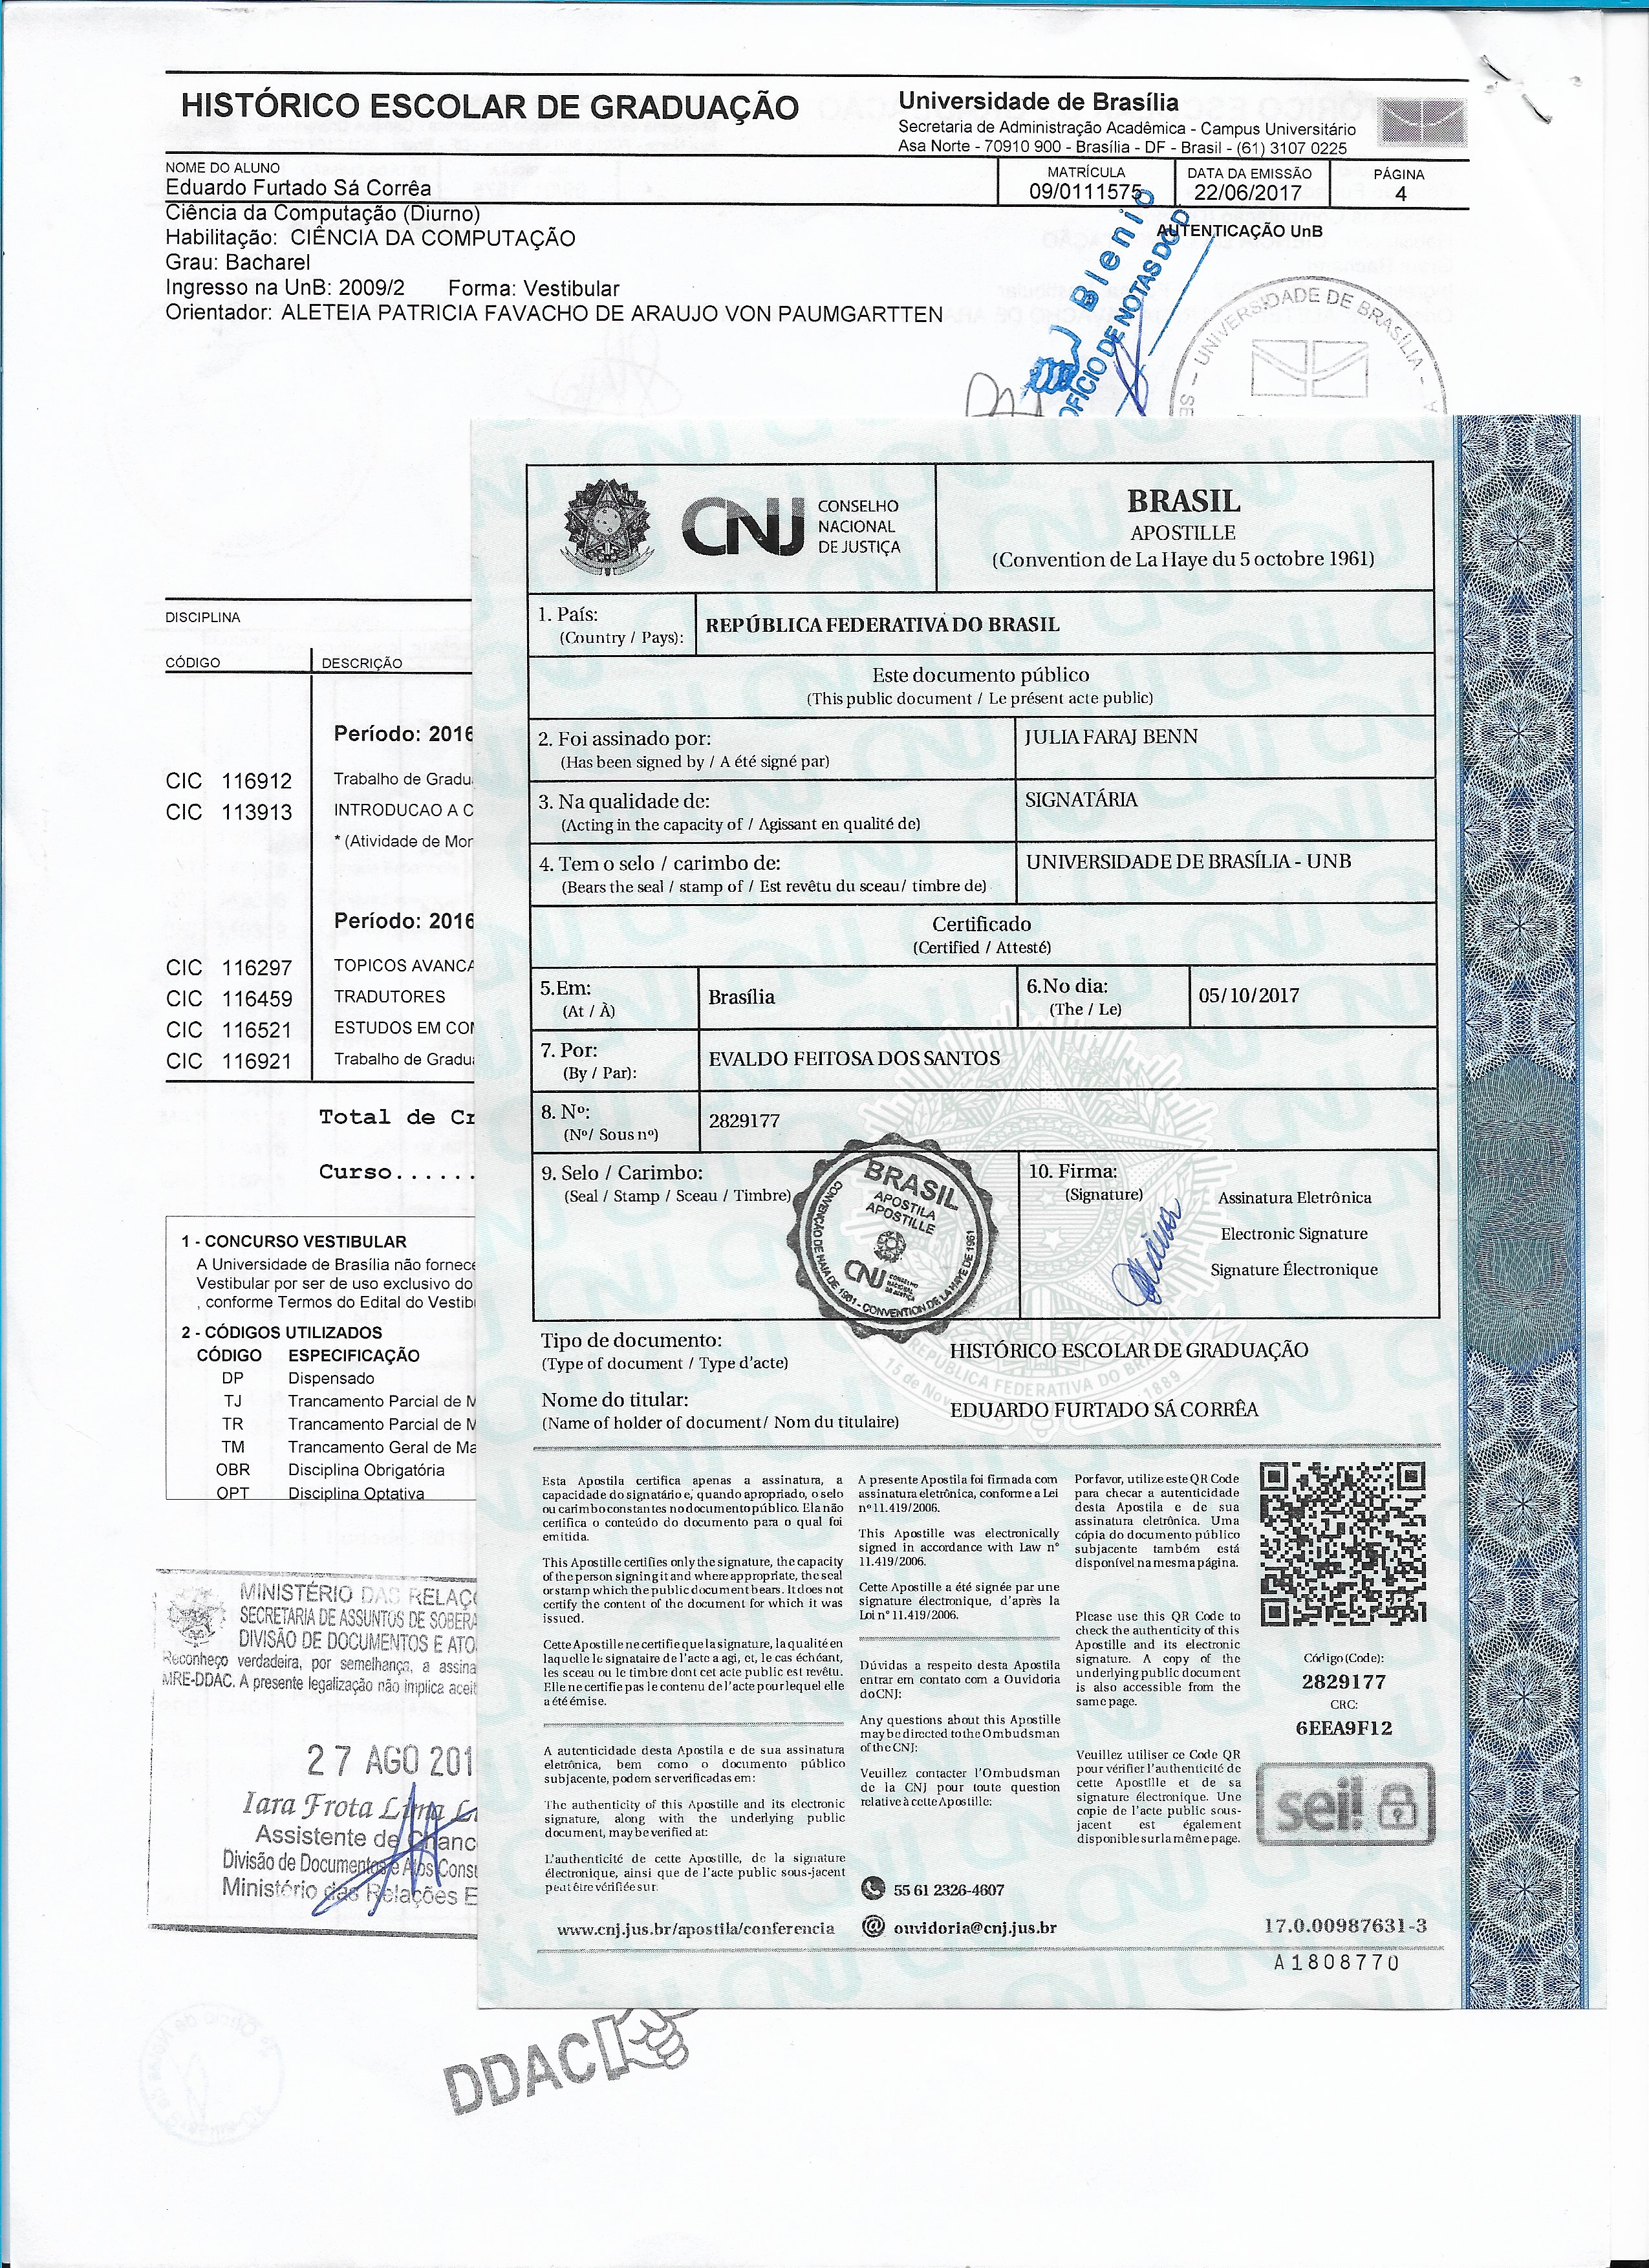 HISTÓRICO ESCOLAR DE GRADUAÇÃO
Universidade de Brasília
Secretaria de Administração Acadêmica - Campus Universitário
Asa Norte - 70910 900 - Brasília - DF - Brasil - (61) 3107 0225
NOME DO ALUNO
Eduardo Furtado Sá Corrêa
MATRÍCULA
09/0111575
DATA DA EMISSÃO
22/06/2017
PÁGINA
4
Ciência da Computação (Diurno)
Habilitação: CIÊNCIA DA COMPUTAÇÃO
Grau: Bacharel
Ingresso na UnB: 2009/2 Forma: Vestibular
Orientador: ALETEIA PATRICIA FAVACHO DE ARAUJO VON PAUMGARTTEN
AUTENTICAÇÃO UnB
Blenio
OFÍCIO DE NOTAS DO D
UNIVERSIDADE DE BRASÍLIA
DISCIPLINA
CÓDIGO DESCRIÇÃO
Período: 2016
CIC 116912 Trabalho de Gradu
CIC 113913 INTRODUCAO A C
* (Atividade de Mor
Período: 2016
CIC 116297 TOPICOS AVANCA
CIC 116459 TRADUTORES
CIC 116521 ESTUDOS EM CO
CIC 116921 Trabalho de Gradu
Total de Cr
Curso......
1 - CONCURSO VESTIBULAR
A Universidade de Brasília não fornece
Vestibular por ser de uso exclusivo do
, conforme Termos do Edital do Vestib
2 - CÓDIGOS UTILIZADOS
CÓDIGO ESPECIFICAÇÃO
DP Dispensado
TJ Trancamento Parcial de M
TR Trancamento Parcial de M
TM Trancamento Geral de Ma
OBR Disciplina Obrigatória
OPT Disciplina Optativa
MINISTÉRIO DAS RELAÇ
SECRETARIA DE ASSUNTOS DE SOBERA
DIVISÃO DE DOCUMENTOS E ATO
Reconheço verdadeira, por semelhança, a assina
MRE-DDAC. A presente legalização não implica aceit
27 AGO 201
Iara Frota Lima L
Assistente de Chanc
Divisão de Documentos e Atos Cons
Ministério das Relações E
DDAC
CNJ
CONSELHO
NACIONAL
DE JUSTIÇA
BRASIL
APOSTILLE
(Convention de La Haye du 5 octobre 1961)
1. País:
(Country / Pays):
REPÚBLICA FEDERATIVA DO BRASIL
Este documento público
(This public document / Le présent acte public)
2. Foi assinado por:
(Has been signed by / A été signé par)
JULIA FARAJ BENN
3. Na qualidade de:
(Acting in the capacity of / Agissant en qualité de)
SIGNATÁRIA
4. Tem o selo / carimbo de:
(Bears the seal / stamp of / Est revêtu du sceau/ timbre de)
UNIVERSIDADE DE BRASÍLIA - UNB
Certificado
(Certified / Attesté)
5.Em:
(At / À)
Brasília
6.No dia:
(The / Le)
05/10/2017
7. Por:
(By / Par):
EVALDO FEITOSA DOS SANTOS
8. Nº:
(Nº/ Sous nº)
2829177
9. Selo / Carimbo:
(Seal / Stamp / Sceau / Timbre)
BRASIL
APOSTILA
APOSTILLE
CNJ
CONSELHO
NACIONAL
DE JUSTIÇA
CONVENÇÃO DE HAIA DE 1961 - CONVENTION DE LA HAYE DE 1961
10. Firma:
(Signature)
Assinatura Eletrônica
Electronic Signature
Signature Électronique
Tipo de documento:
(Type of document / Type d'acte)
HISTÓRICO ESCOLAR DE GRADUAÇÃO
REPÚBLICA FEDERATIVA DO BRASIL
15 de Nov 1889
Nome do titular:
(Name of holder of document/ Nom du titulaire)
EDUARDO FURTADO SÁ CORRÊA
Esta Apostila certifica apenas a assinatura, a
capacidade do signatário e, quando apropriado, o selo
ou carimbo constantes no documento público. Ela não
certifica o conteúdo do documento para o qual foi
emitida.
This Apostille certifies only the signature, the capacity
of the person signing it and where appropriate, the seal
or stamp which the public document bears. It does not
certify the content of the document for which it was
issued.
Cette Apostille ne certifie que la signature, la qualité en
laquelle le signataire de l'acte a agi, et, le cas échéant,
les sceau ou le timbre dont cet acte public est revêtu.
Elle ne certifie pas le contenu de l'acte pour lequel elle
a été émise.
A autenticidade desta Apostila e de sua assinatura
eletrônica, bem como o documento público
subjacente, podem ser verificadas em:
The authenticity of this Apostille and its electronic
signature, along with the underlying public
document, may be verified at:
L'authenticité de cette Apostille, de la signature
électronique, ainsi que de l'acte public sous-jacent
peut être vérifiée sur:
www.cnj.jus.br/apostila/conferencia
A presente Apostila foi firmada com
assinatura eletrônica, conforme a Lei
nº 11.419/2006.
This Apostille was electronically
signed in accordance with Law nº
11.419/2006.
Cette Apostille a été signée par une
signature électronique, d'après la
Loi nº 11.419/2006.
Dúvidas a respeito desta Apostila
entrar em contato com a Ouvidoria
do CNJ:
Any questions about this Apostille
may be directed to the Ombudsman
of the CNJ:
Veuillez contacter l'Ombudsman
de la CNJ pour toute question
relative à cette Apostille:
55 61 2326-4607
ouvidoria@cnj.jus.br
Por favor, utilize este QR Code
para checar a autenticidade
desta Apostila e de sua
assinatura eletrônica. Uma
cópia do documento público
subjacente também está
disponível na mesma página.
Please use this QR Code to
check the authenticity of this
Apostille and its electronic
signature. A copy of the
underlying public document
is also accessible from the
same page.
Veuillez utiliser ce Code QR
pour vérifier l'authenticité de
cette Apostille et de sa
signature électronique. Une
copie de l'acte public sous-
jacent est également
disponible sur la même page.
Código (Code):
2829177
CRC:
6EEA9F12
sei!
17.0.00987631-3
A1808770